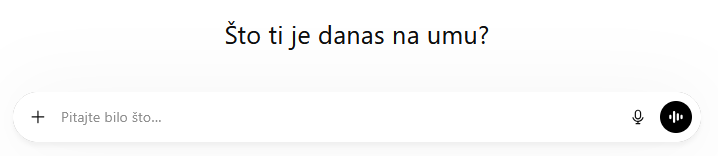 Što ti je danas na umu?
Pitajte bilo što...